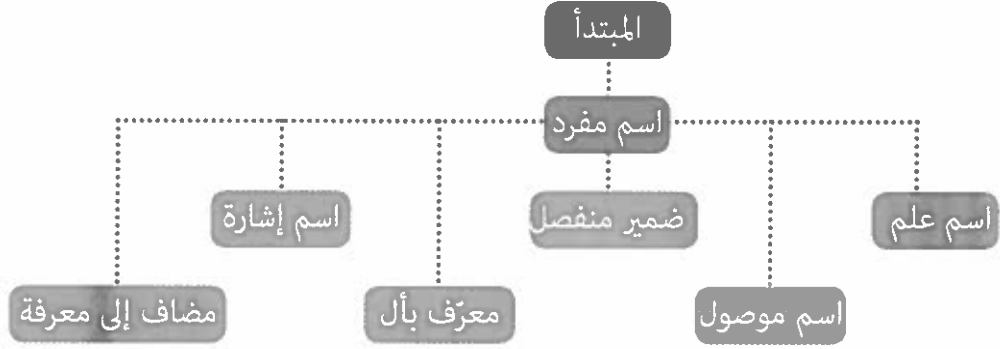 المبتدأ
اسم مفرد
اسم علم
اسم موصول
ضمير منفصل
معرّف بأل
اسم إشارة
مضاف إلى معرفة